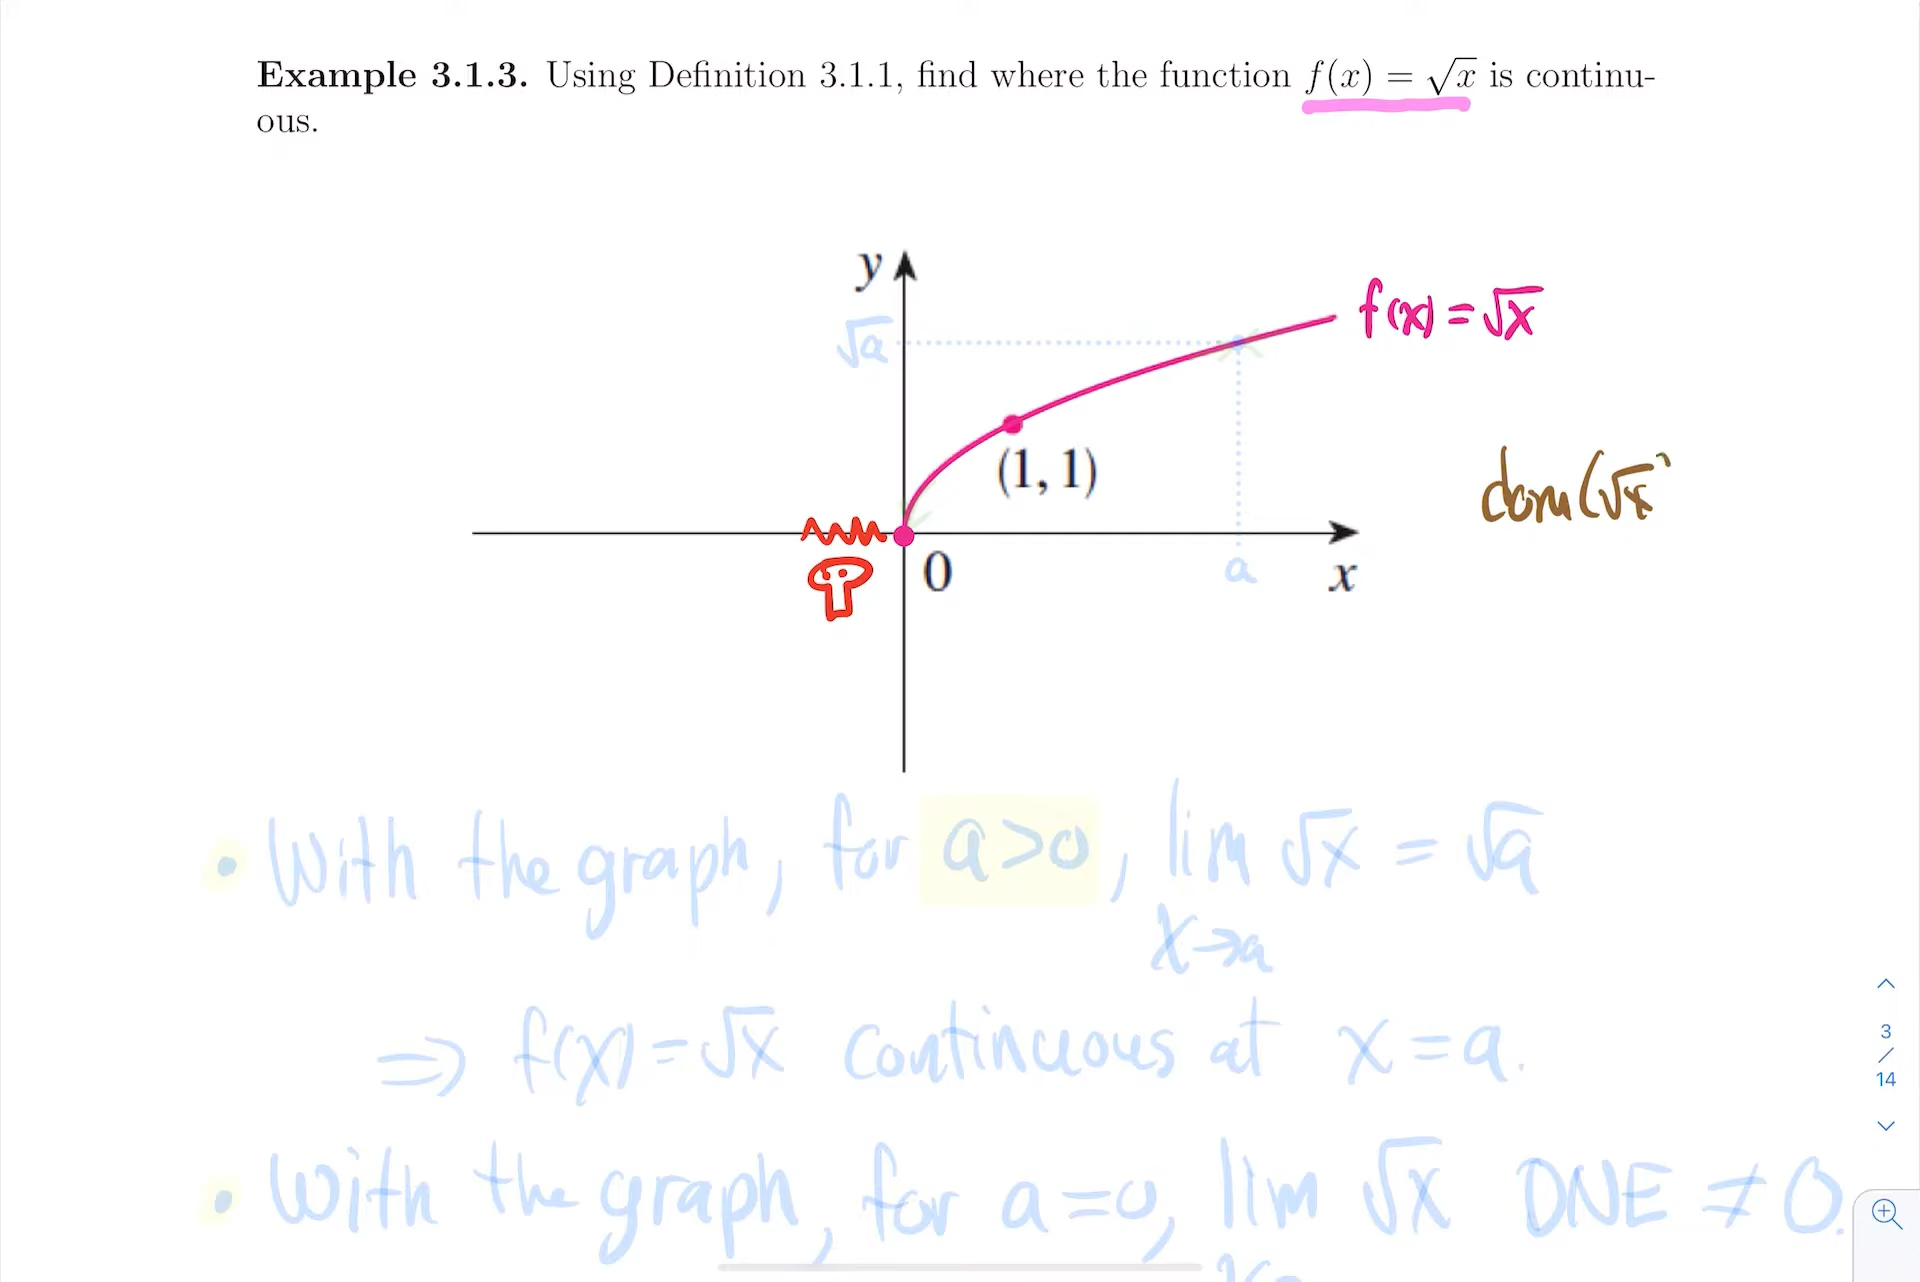 Example 3.1.3. Using Definition 3.1.1, find where the function f(x) = √x is continu-
ous.
y
f(x) = √x
√a
(1, 1)
dom(√x)
0
a
x
• With the graph, for a>0, lim √x = √a
x→a
⇒ f(x) = √x continuous at x = a.
3
/
14
• With the graph, for a=0, lim √x DNE ≠ 0.